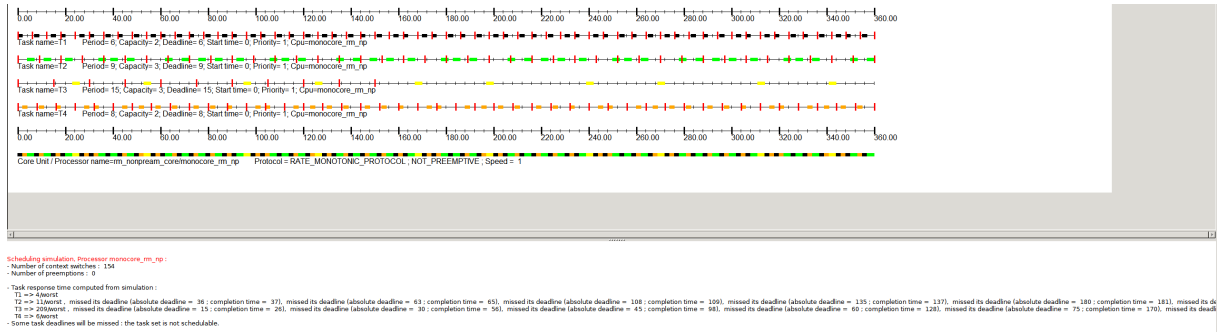 0.00 20.00 40.00 60.00 80.00 100.00 120.00 140.00 160.00 180.00 200.00 220.00 240.00 260.00 280.00 300.00 320.00 340.00 360.00
Task name=T1 Period= 6; Capacity= 2; Deadline= 6; Start time= 0; Priority= 1; Cpu=monocore_rm_np
Task name=T2 Period= 9; Capacity= 3; Deadline= 9; Start time= 0; Priority= 1; Cpu=monocore_rm_np
Task name=T3 Period= 15; Capacity= 3; Deadline= 15; Start time= 0; Priority= 1; Cpu=monocore_rm_np
Task name=T4 Period= 8; Capacity= 2; Deadline= 8; Start time= 0; Priority= 1; Cpu=monocore_rm_np
0.00 20.00 40.00 60.00 80.00 100.00 120.00 140.00 160.00 180.00 200.00 220.00 240.00 260.00 280.00 300.00 320.00 340.00 360.00
Core Unit / Processor name=rm_nonpream_core/monocore_rm_np Protocol = RATE_MONOTONIC_PROTOCOL ; NOT_PREEMPTIVE ; Speed = 1
Scheduling simulation, Processor monocore_rm_np :
- Number of context switches : 154
- Number of preemptions : 0
- Task response time computed from simulation :
T1 => 4/worst
T2 => 11/worst , missed its deadline (absolute deadline = 36 ; completion time = 37), missed its deadline (absolute deadline = 63 ; completion time = 65), missed its deadline (absolute deadline = 108 ; completion time = 109), missed its deadline (absolute deadline = 135 ; completion time = 137), missed its deadline (absolute deadline = 180 ; completion time = 181), missed its de
T3 => 209/worst , missed its deadline (absolute deadline = 15 ; completion time = 26), missed its deadline (absolute deadline = 30 ; completion time = 56), missed its deadline (absolute deadline = 45 ; completion time = 98), missed its deadline (absolute deadline = 60 ; completion time = 128), missed its deadline (absolute deadline = 75 ; completion time = 170), missed its deadl
T4 => 6/worst
- Some task deadlines will be missed : the task set is not schedulable.